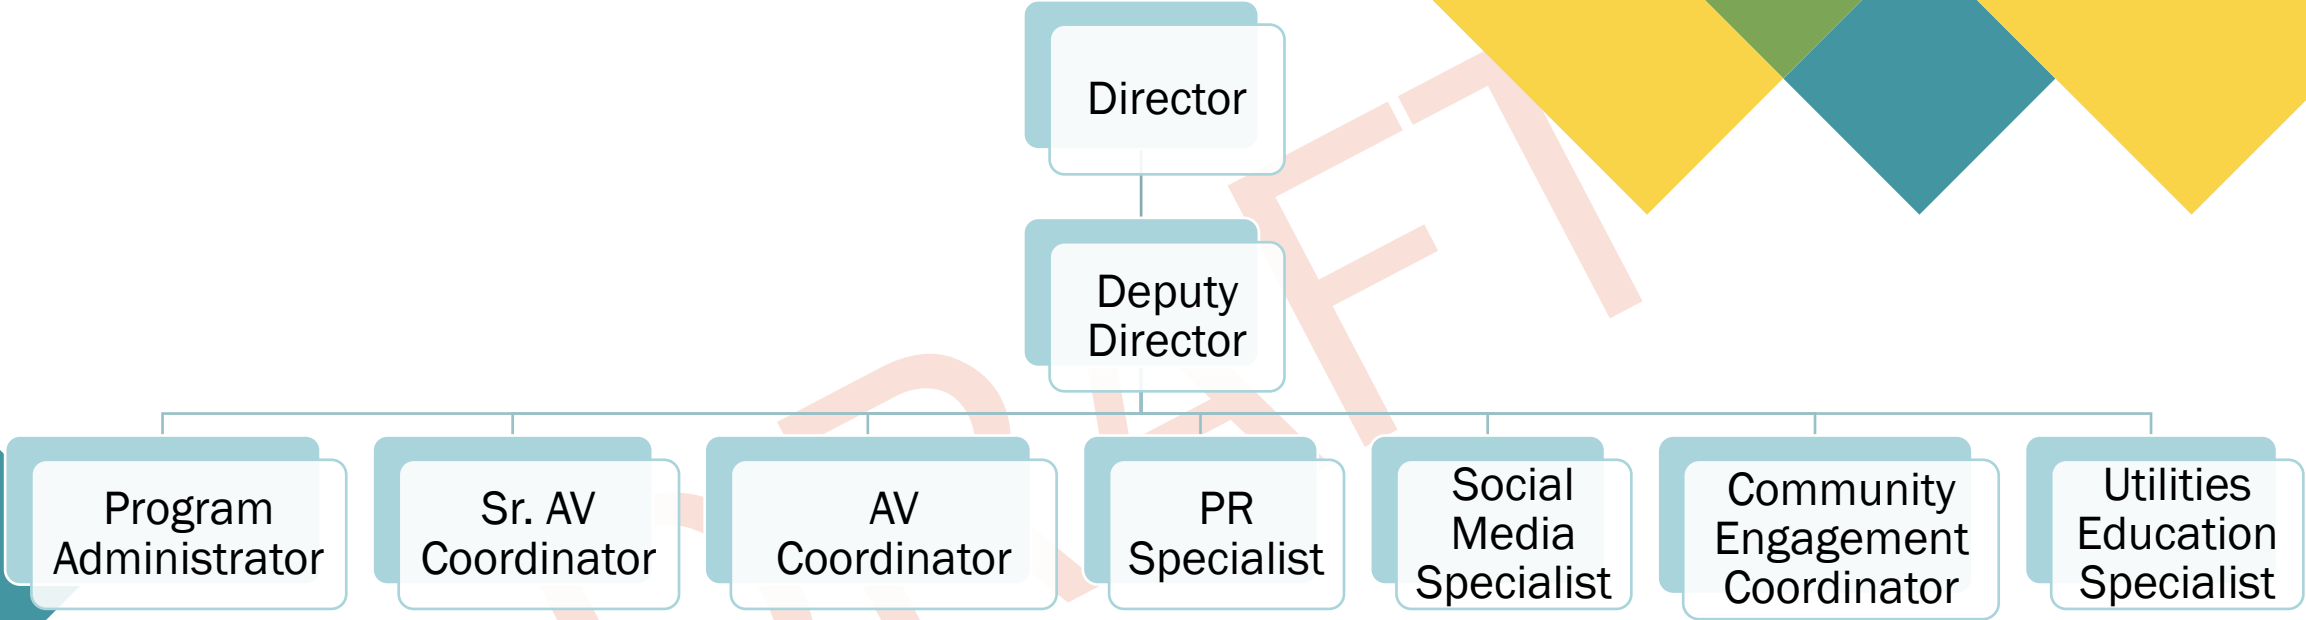 Director
Deputy
Director
Program
Administrator
Sr. AV
Coordinator
AV
Coordinator
PR
Specialist
Social
Media
Specialist
Community
Engagement
Coordinator
Utilities
Education
Specialist
DRAFT